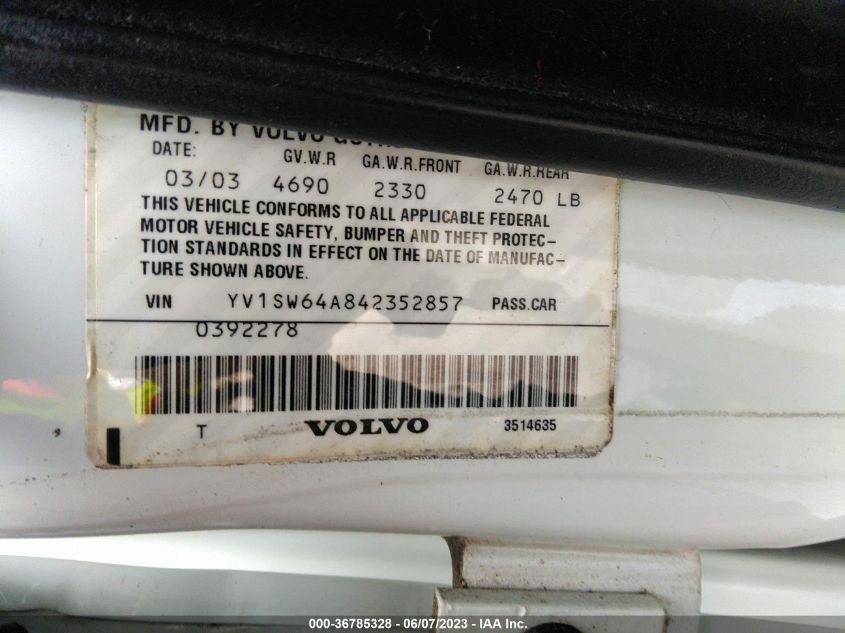 MFD. BY VOLVO
DATE: GV.W.R GA.W.R.FRONT GA.W.R.REAR
03/03 4690 2330 2470 LB
THIS VEHICLE CONFORMS TO ALL APPLICABLE FEDERAL
MOTOR VEHICLE SAFETY, BUMPER AND THEFT PROTEC-
TION STANDARDS IN EFFECT ON THE DATE OF MANUFAC-
TURE SHOWN ABOVE.
VIN YV1SW64A842352857 PASS.CAR
0392278
T VOLVO 3514635
000-36785328 - 06/07/2023 - IAA Inc.